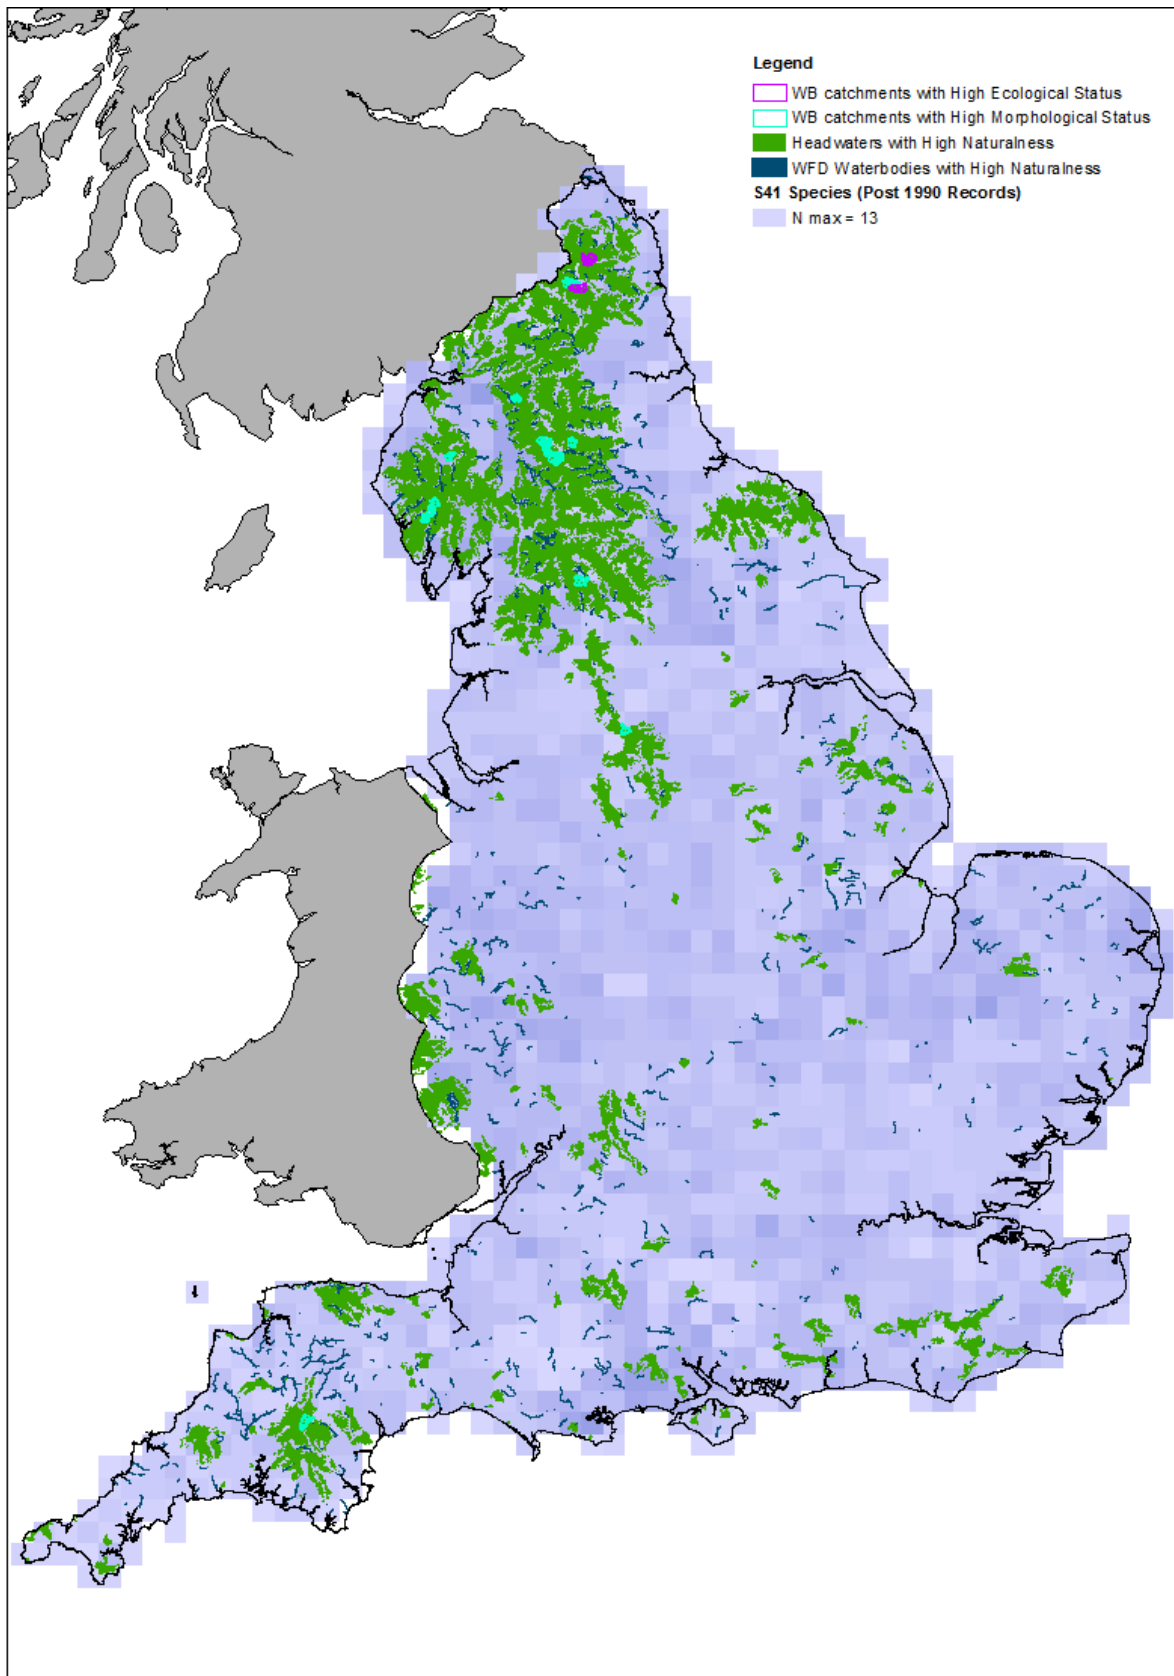 Legend
WB catchments with High Ecological Status
WB catchments with High Morphological Status
Headwaters with High Naturalness
WFD Waterbodies with High Naturalness
S41 Species (Post 1990 Records)
N max = 13